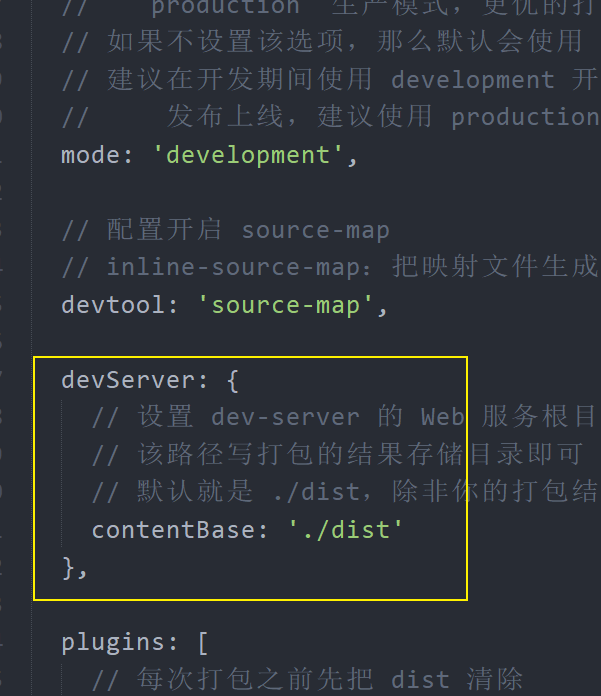 // production 生产模式，更优的打
// 如果不设置该选项，那么默认会使用
// 建议在开发期间使用 development 开
// 发布上线，建议使用 production
mode: 'development',
// 配置开启 source-map
// inline-source-map：把映射文件生成
devtool: 'source-map',
devServer: {
// 设置 dev-server 的 Web 服务根目
// 该路径写打包的结果存储目录即可
// 默认就是 ./dist，除非你的打包结
contentBase: './dist'
},
plugins: [
// 每次打包之前先把 dist 清除